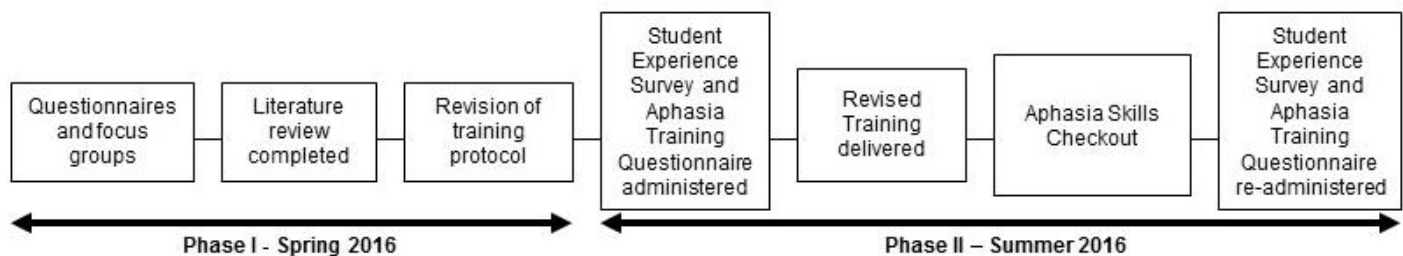 Questionnaires
and focus
groups
Literature
review
completed
Revision of
training
protocol
Student
Experience
Survey and
Aphasia
Training
Questionnaire
administered
Revised
Training
delivered
Aphasia Skills
Checkout
Student
Experience
Survey and
Aphasia
Training
Questionnaire
re-administered
Phase I - Spring 2016
Phase II – Summer 2016